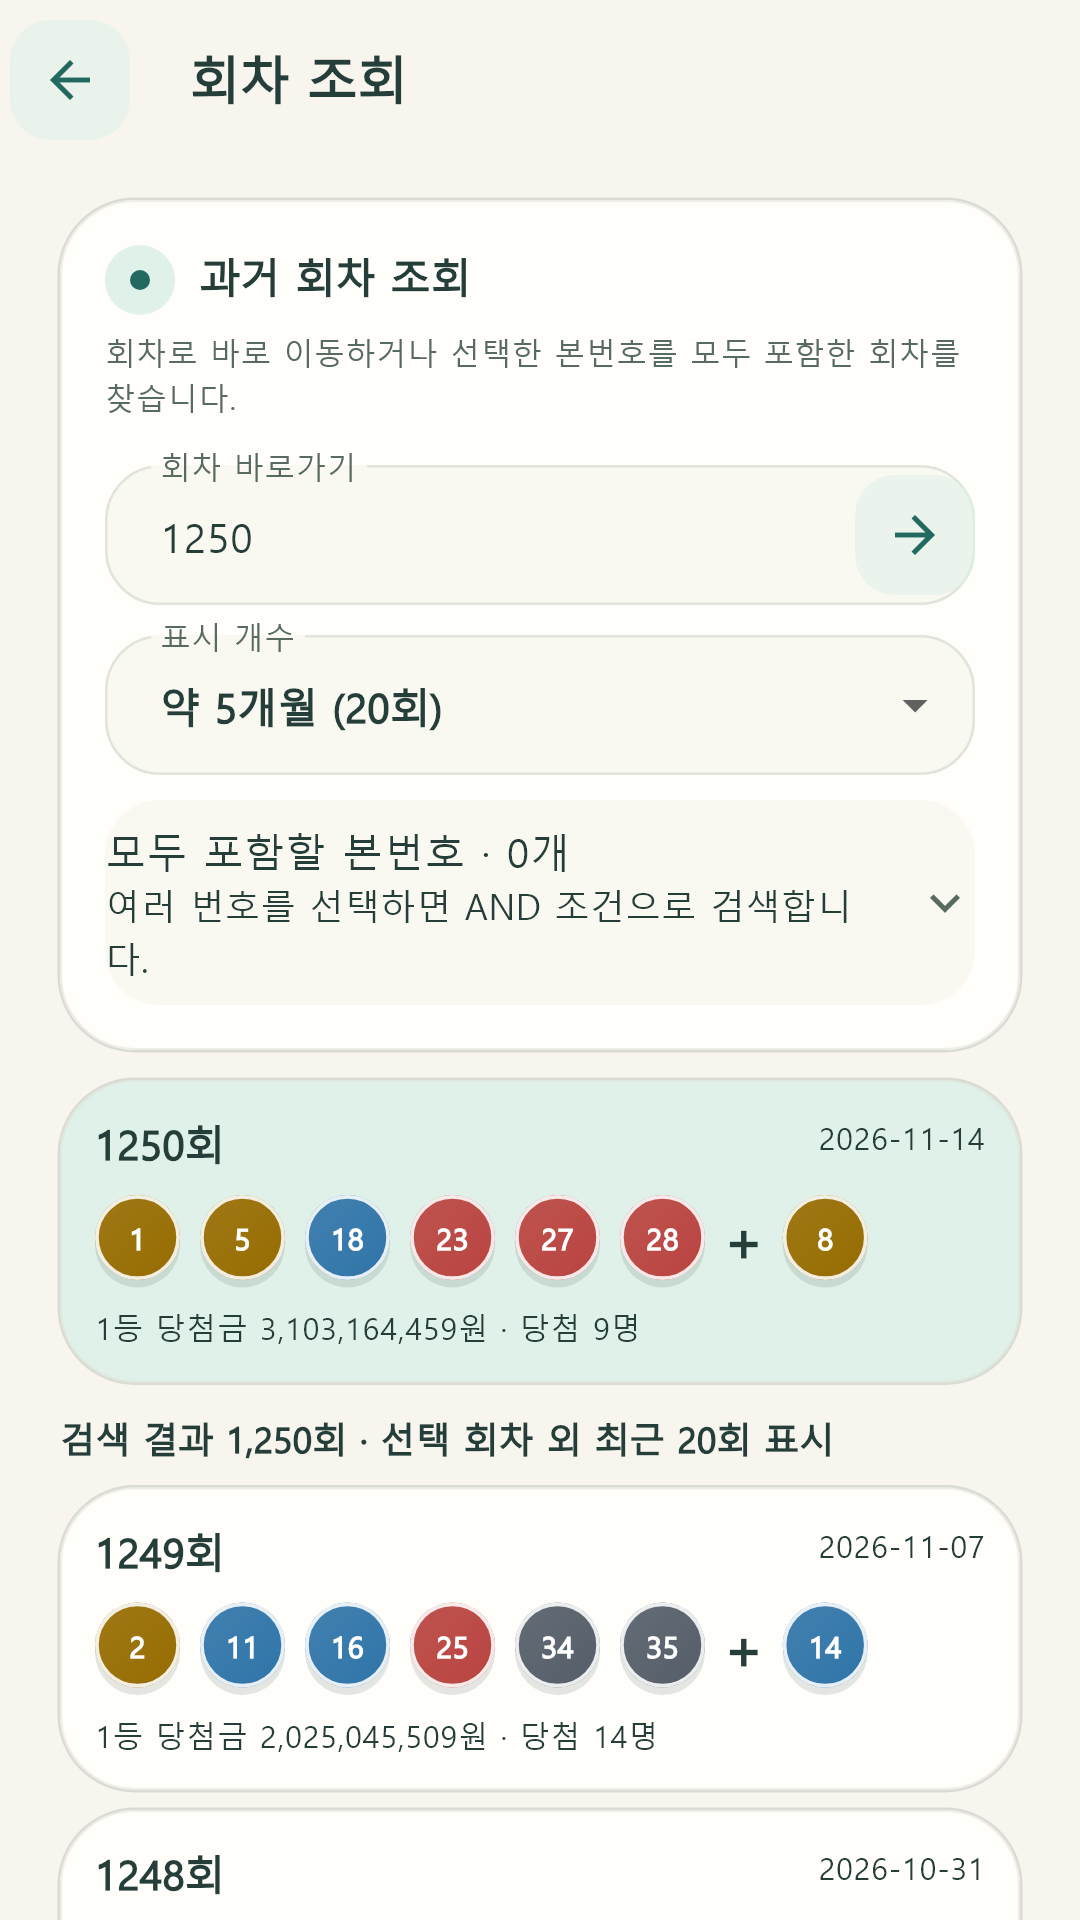 회차 조회
과거 회차 조회
회차로 바로 이동하거나 선택한 본번호를 모두 포함한 회차를
찾습니다.
회차 바로가기
1250
표시 개수
약 5개월 (20회)
모두 포함할 본번호 · 0개
여러 번호를 선택하면 AND 조건으로 검색합니
다.
1250회 2026-11-14
1 5 18 23 27 28 + 8
1등 당첨금 3,103,164,459원 · 당첨 9명
검색 결과 1,250회 · 선택 회차 외 최근 20회 표시
1249회 2026-11-07
2 11 16 25 34 35 + 14
1등 당첨금 2,025,045,509원 · 당첨 14명
1248회 2026-10-31